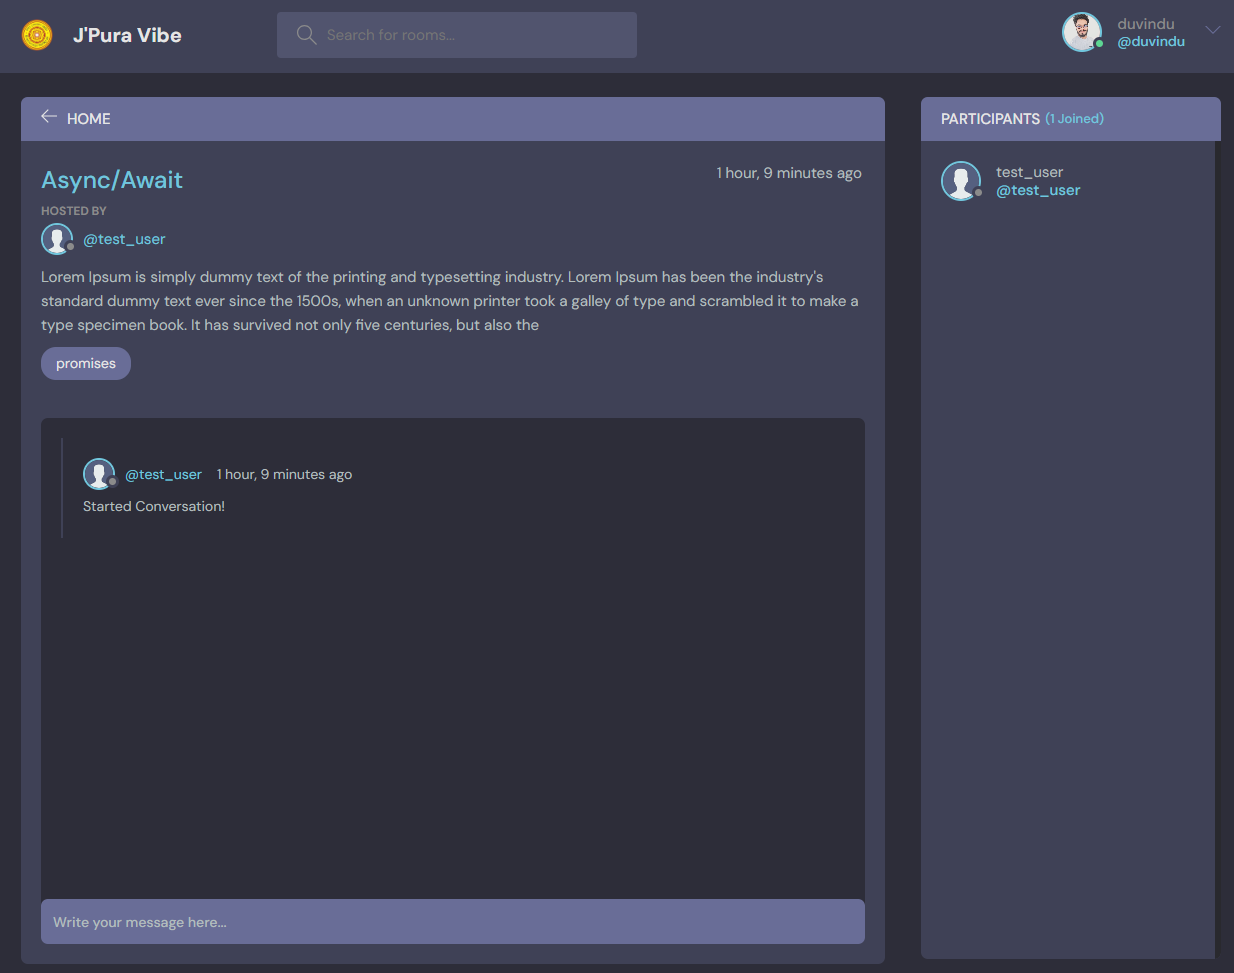 J'Pura Vibe
Search for rooms...
duvindu
@duvindu
HOME
Async/Await
1 hour, 9 minutes ago
HOSTED BY
@test_user
Lorem Ipsum is simply dummy text of the printing and typesetting industry. Lorem Ipsum has been the industry's
standard dummy text ever since the 1500s, when an unknown printer took a galley of type and scrambled it to make a
type specimen book. It has survived not only five centuries, but also the
promises
@test_user 1 hour, 9 minutes ago
Started Conversation!
Write your message here...
PARTICIPANTS (1 Joined)
test_user
@test_user